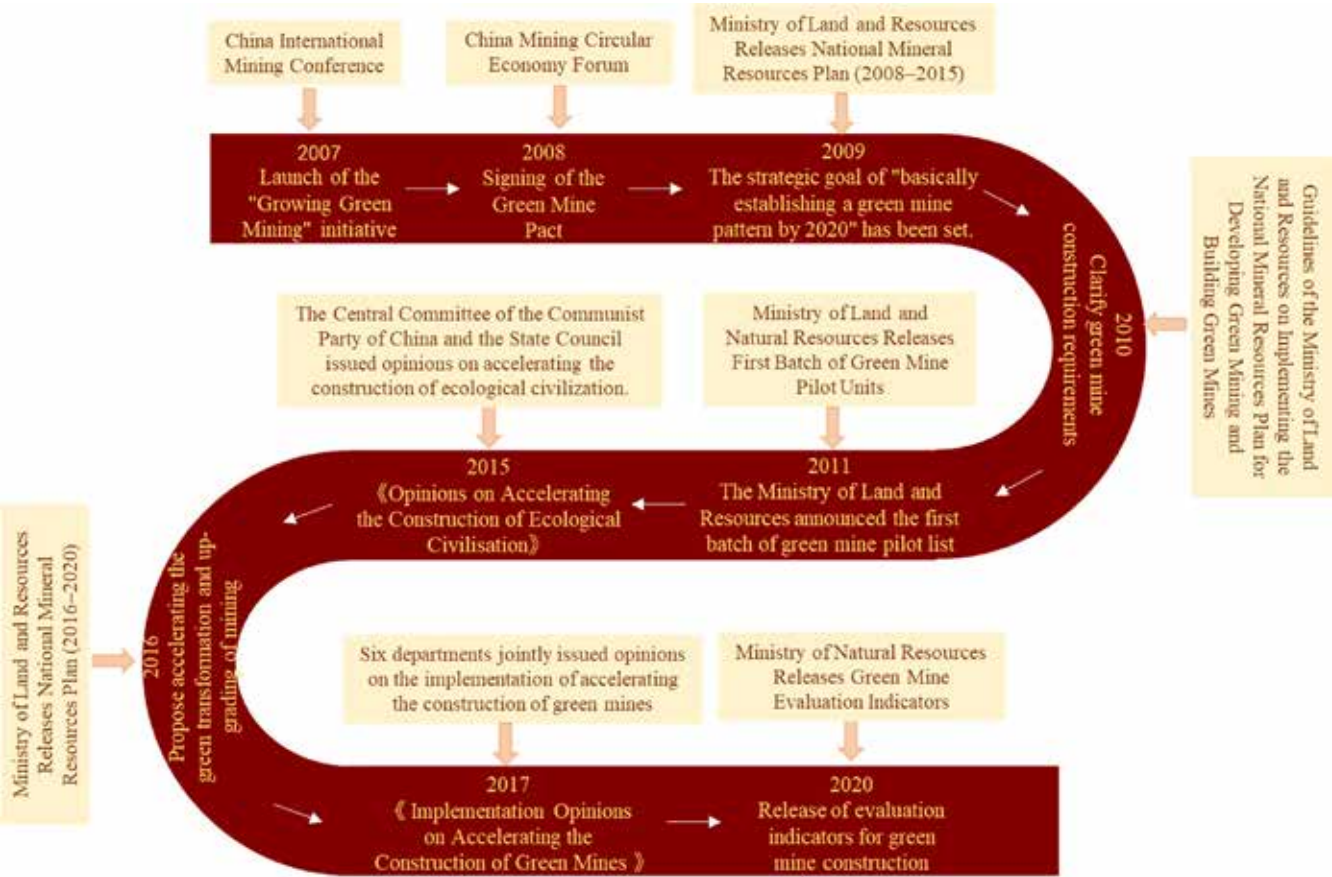 China International
Mining Conference
China Mining Circular
Economy Forum
Ministry of Land and Resources
Releases National Mineral
Resources Plan (2008–2015)
2007
Launch of the
"Growing Green
Mining" initiative
2008
Signing of the
Green Mine
Pact
2009
The strategic goal of "basically
establishing a green mine
pattern by 2020" has been set.
2010
Clarify green mine
construction requirements
Guidelines of the Ministry of Land
and Resources on Implementing the
National Mineral Resources Plan for
Developing Green Mining and
Building Green Mines
The Central Committee of the Communist
Party of China and the State Council
issued opinions on accelerating the
construction of ecological civilization.
Ministry of Land and
Natural Resources Releases
First Batch of Green Mine
Pilot Units
2011
The Ministry of Land and
Resources announced the first
batch of green mine pilot list
2015
《Opinions on Accelerating
the Construction of Ecological
Civilisation》
2016
Propose accelerating the
green transformation and up-
grading of mining
Ministry of Land and Resources
Releases National Mineral
Resources Plan (2016–2020)
Six departments jointly issued opinions
on the implementation of accelerating
the construction of green mines
Ministry of Natural Resources
Releases Green Mine
Evaluation Indicators
2017
《 Implementation Opinions
on Accelerating the
Construction of Green Mines 》
2020
Release of evaluation
indicators for green
mine construction